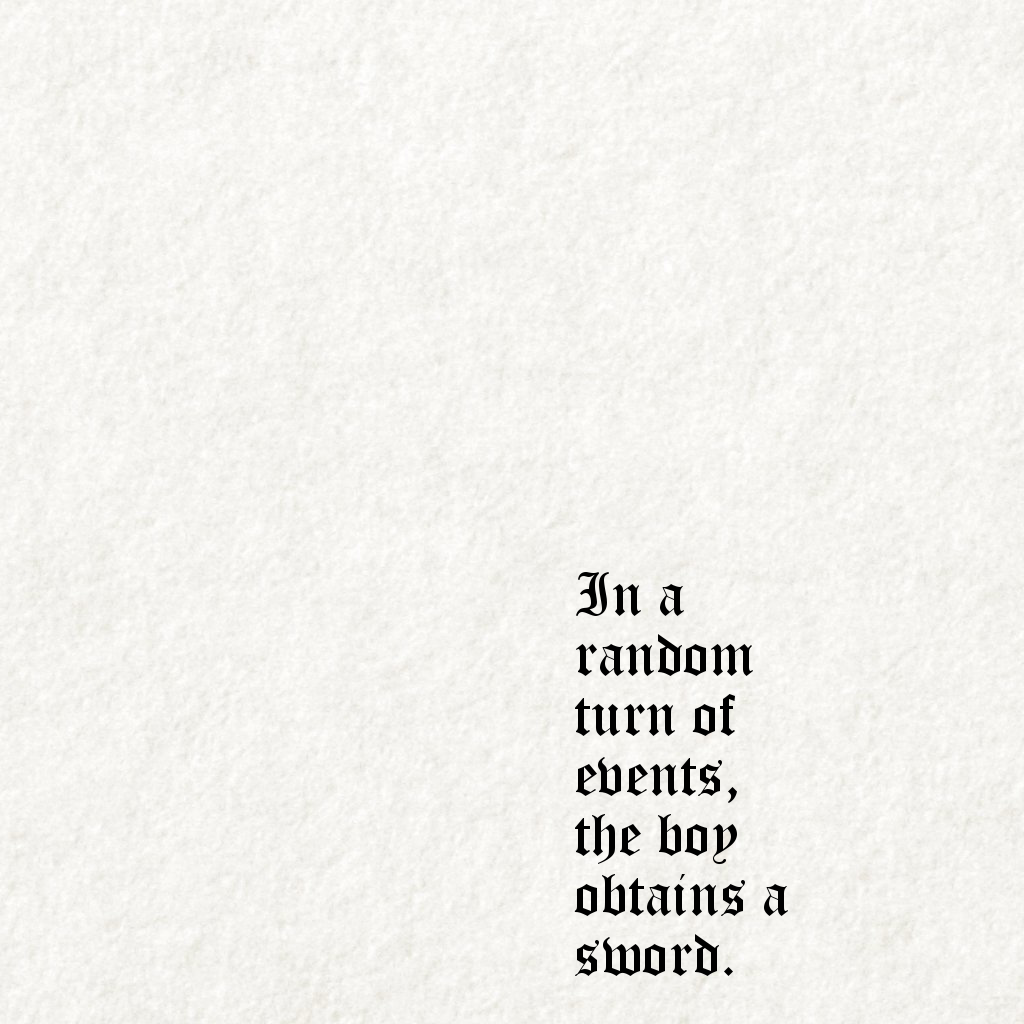 In a
random
turn of
events,
the boy
obtains a
sword.